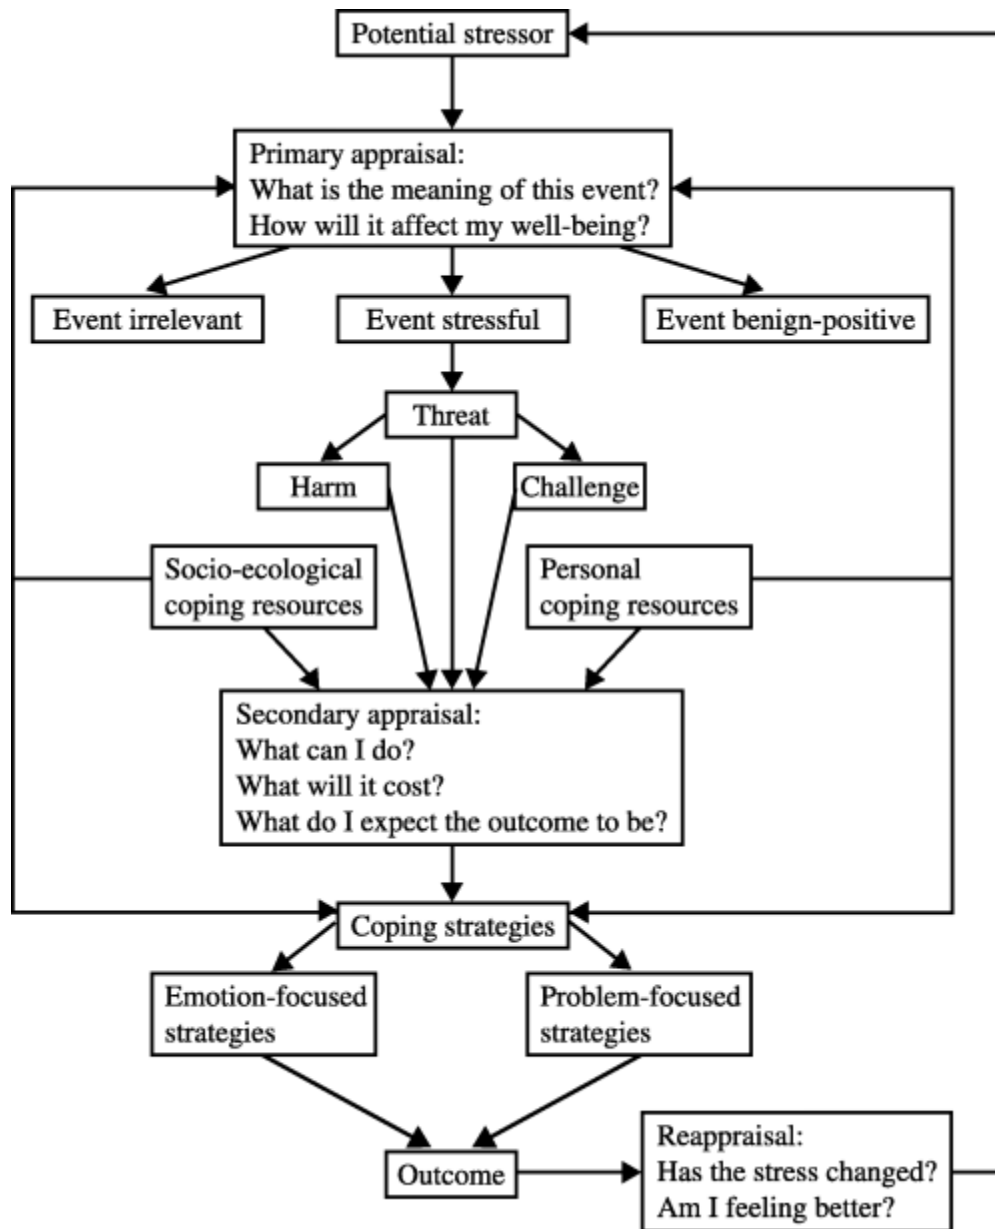 Potential stressor
Primary appraisal:
What is the meaning of this event?
How will it affect my well-being?
Event irrelevant
Event stressful
Event benign-positive
Threat
Harm
Challenge
Socio-ecological
coping resources
Personal
coping resources
Secondary appraisal:
What can I do?
What will it cost?
What do I expect the outcome to be?
Coping strategies
Emotion-focused
strategies
Problem-focused
strategies
Outcome
Reappraisal:
Has the stress changed?
Am I feeling better?